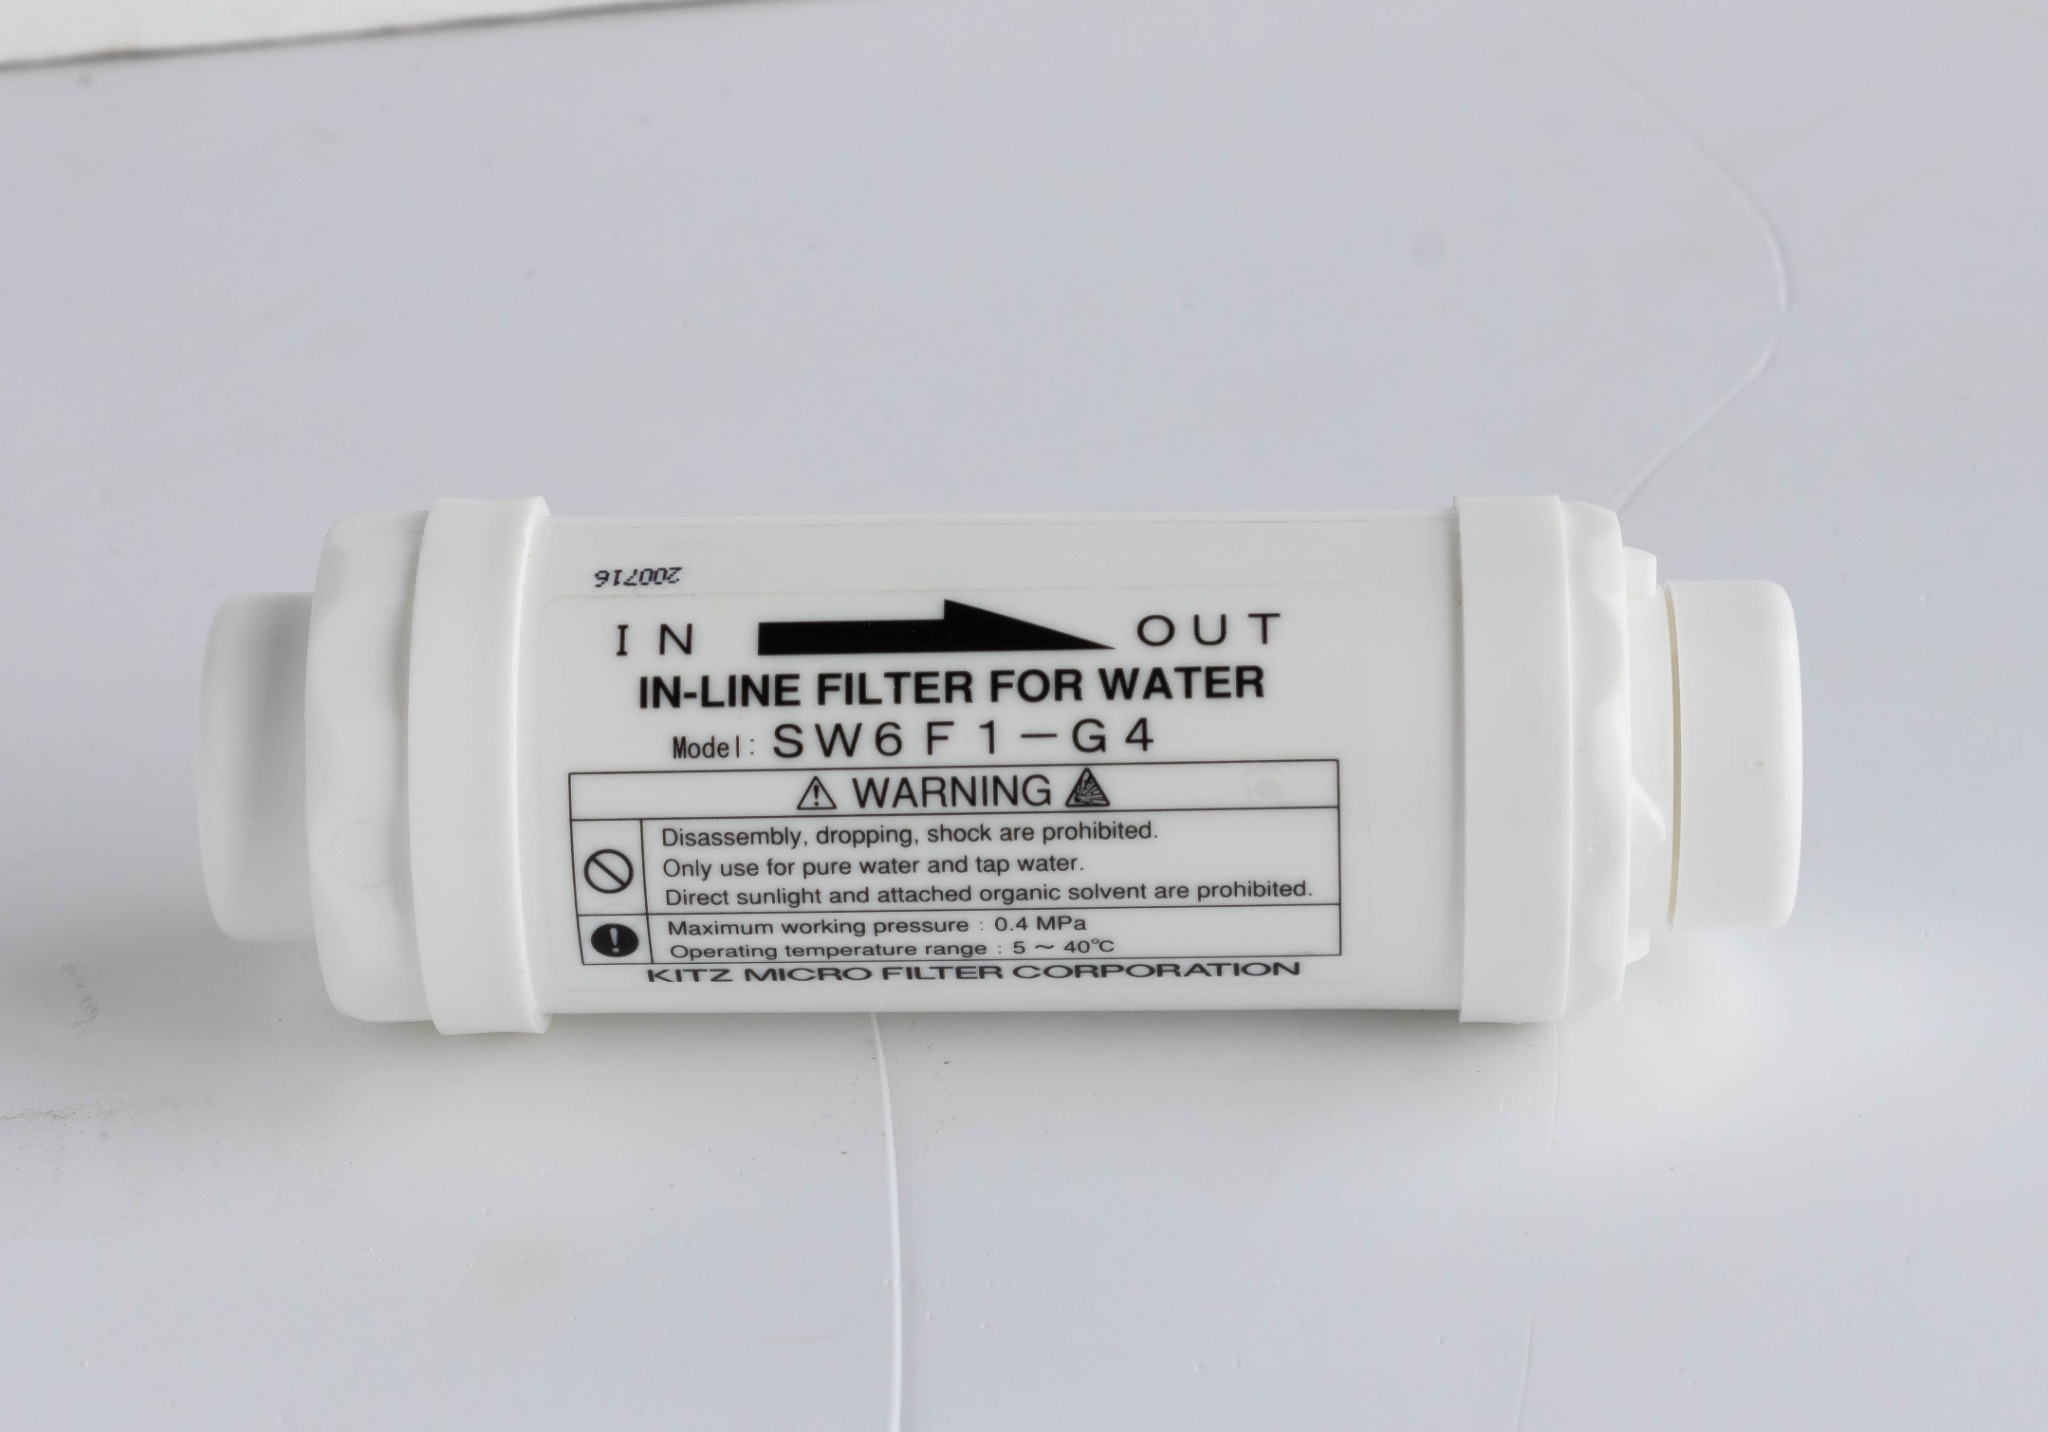 200716
IN OUT
IN-LINE FILTER FOR WATER
Model: SW6F1-G4
WARNING
Disassembly, dropping, shock are prohibited.
Only use for pure water and tap water.
Direct sunlight and attached organic solvent are prohibited.
Maximum working pressure : 0.4 MPa
Operating temperature range : 5 ~ 40℃
KITZ MICRO FILTER CORPORATION